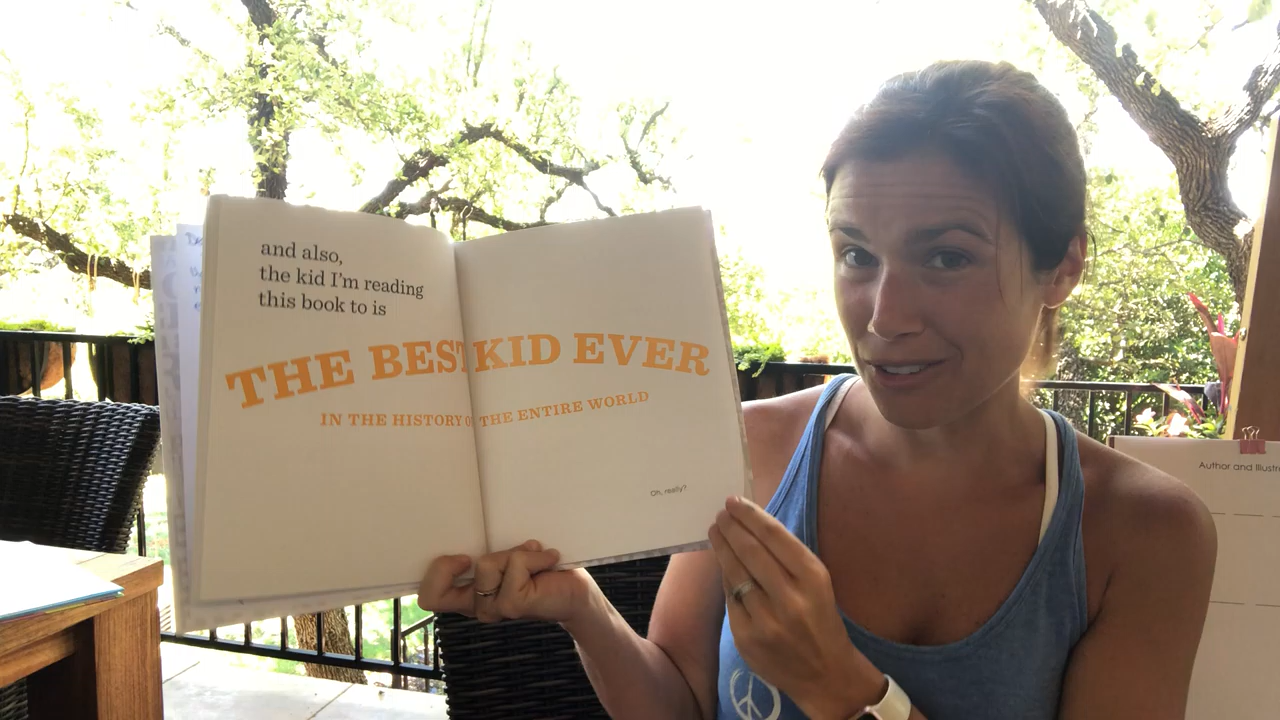 and also,
the kid I'm reading
this book to is
THE BEST KID EVER
IN THE HISTORY OF THE ENTIRE WORLD
Oh, really?
Author and Illustr